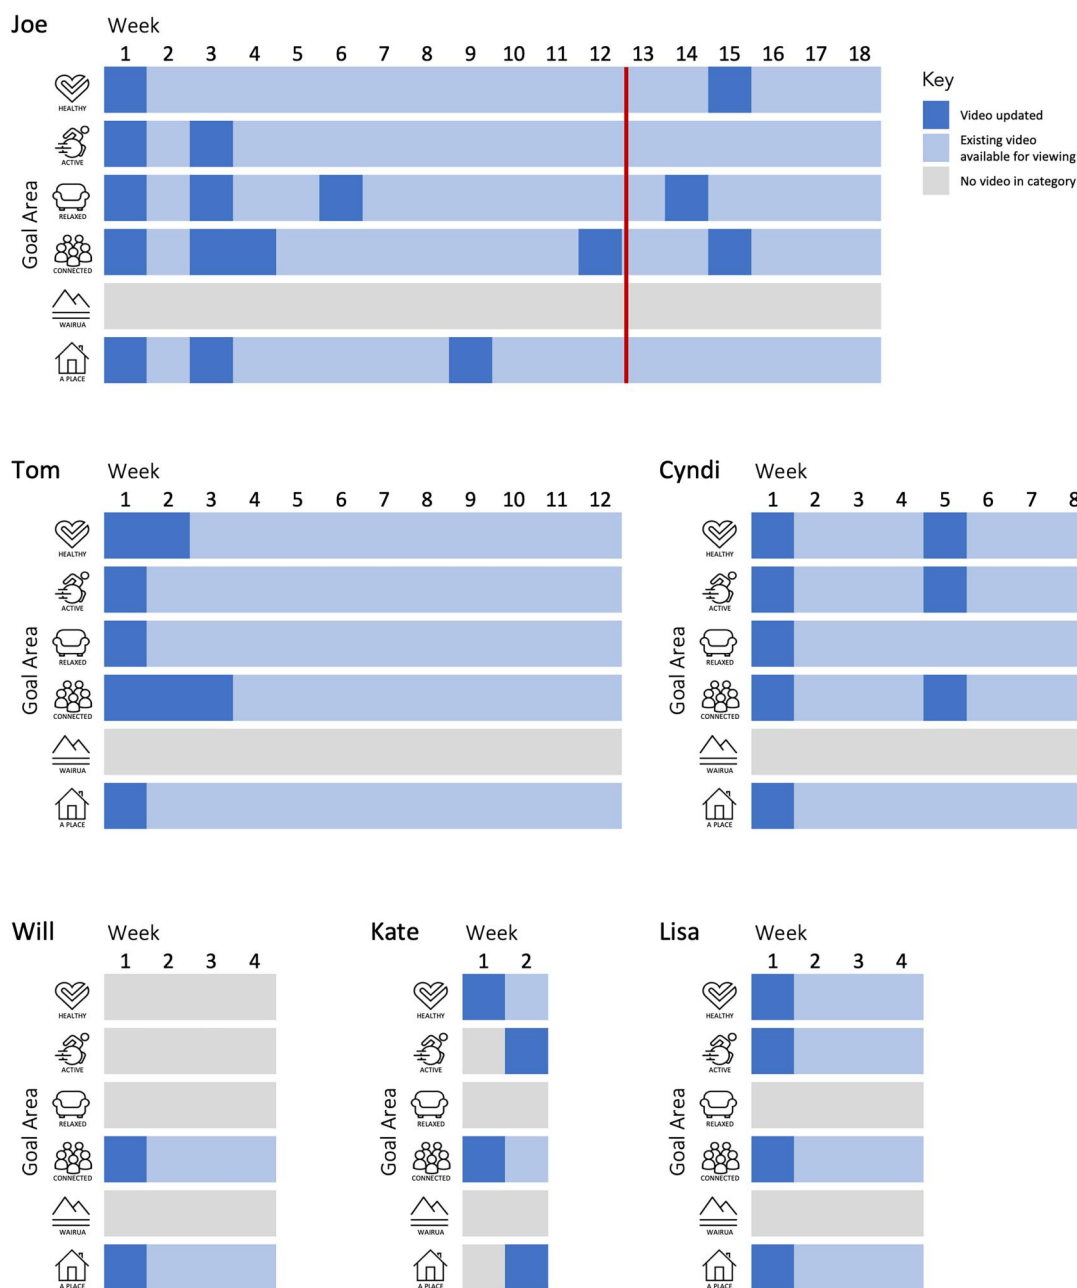 Joe
Week
1 2 3 4 5 6 7 8 9 10 11 12 13 14 15 16 17 18
HEALTHY
ACTIVE
RELAXED
CONNECTED
WAIRUA
A PLACE
Goal Area
Key
Video updated
Existing video
available for viewing
No video in category
Tom
Week
1 2 3 4 5 6 7 8 9 10 11 12
HEALTHY
ACTIVE
RELAXED
CONNECTED
WAIRUA
A PLACE
Goal Area
Cyndi
Week
1 2 3 4 5 6 7 8
HEALTHY
ACTIVE
RELAXED
CONNECTED
WAIRUA
A PLACE
Goal Area
Will
Week
1 2 3 4
HEALTHY
ACTIVE
RELAXED
CONNECTED
WAIRUA
A PLACE
Goal Area
Kate
Week
1 2
HEALTHY
ACTIVE
RELAXED
CONNECTED
WAIRUA
A PLACE
Goal Area
Lisa
Week
1 2 3 4
HEALTHY
ACTIVE
RELAXED
CONNECTED
WAIRUA
A PLACE
Goal Area